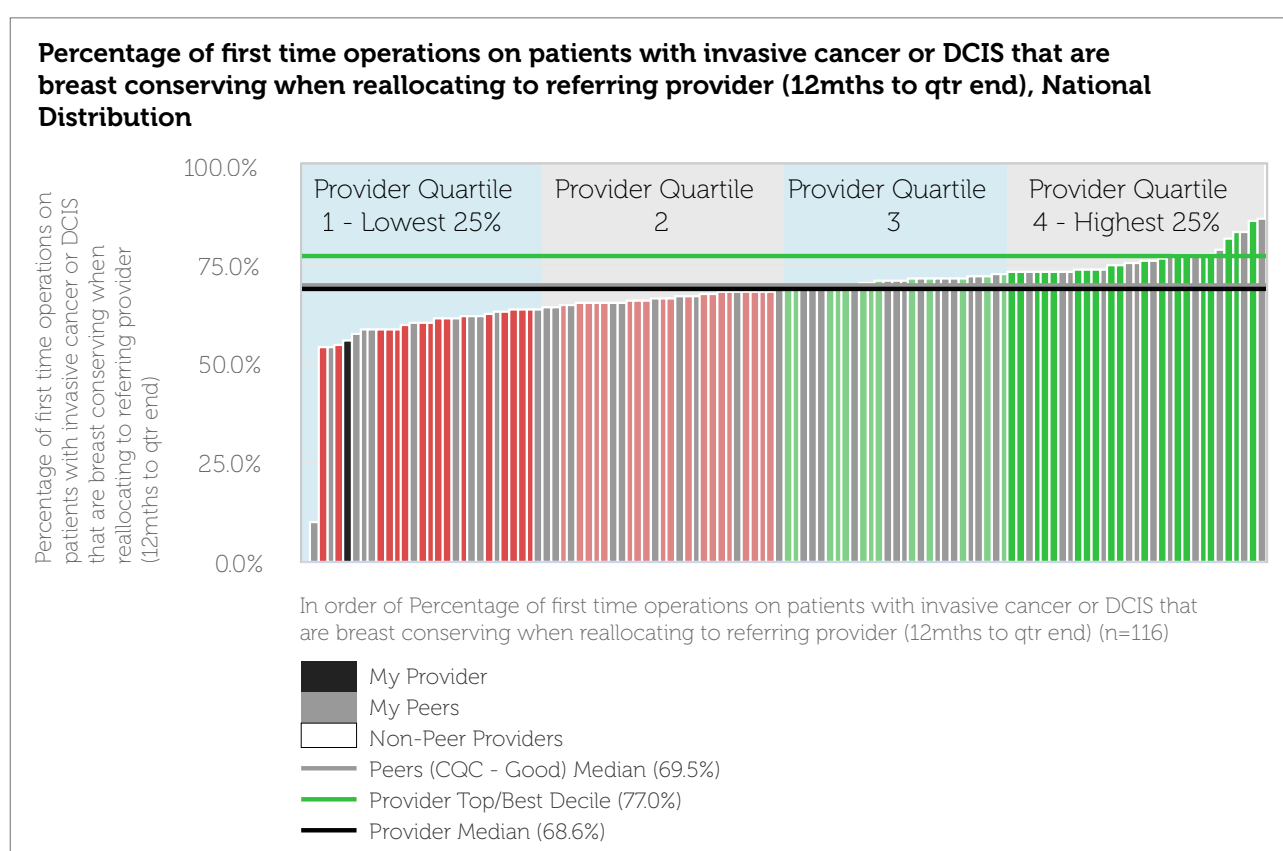 Percentage of first time operations on patients with invasive cancer or DCIS that are
breast conserving when reallocating to referring provider (12mths to qtr end), National
Distribution
Percentage of first time operations on
patients with invasive cancer or DCIS
that are breast conserving when
reallocating to referring provider
(12mths to qtr end)
100.0%
75.0%
50.0%
25.0%
0.0%
Provider Quartile
1 - Lowest 25%
Provider Quartile
2
Provider Quartile
3
Provider Quartile
4 - Highest 25%
In order of Percentage of first time operations on patients with invasive cancer or DCIS that
are breast conserving when reallocating to referring provider (12mths to qtr end) (n=116)
My Provider
My Peers
Non-Peer Providers
Peers (CQC - Good) Median (69.5%)
Provider Top/Best Decile (77.0%)
Provider Median (68.6%)